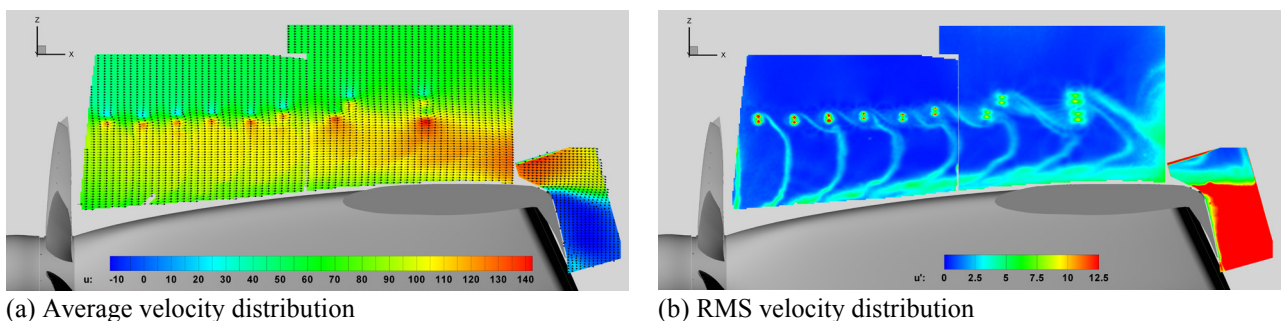 z
x
u: -10 0 10 20 30 40 50 60 70 80 90 100 110 120 130 140
(a) Average velocity distribution
z
x
u': 0 2.5 5 7.5 10 12.5
(b) RMS velocity distribution